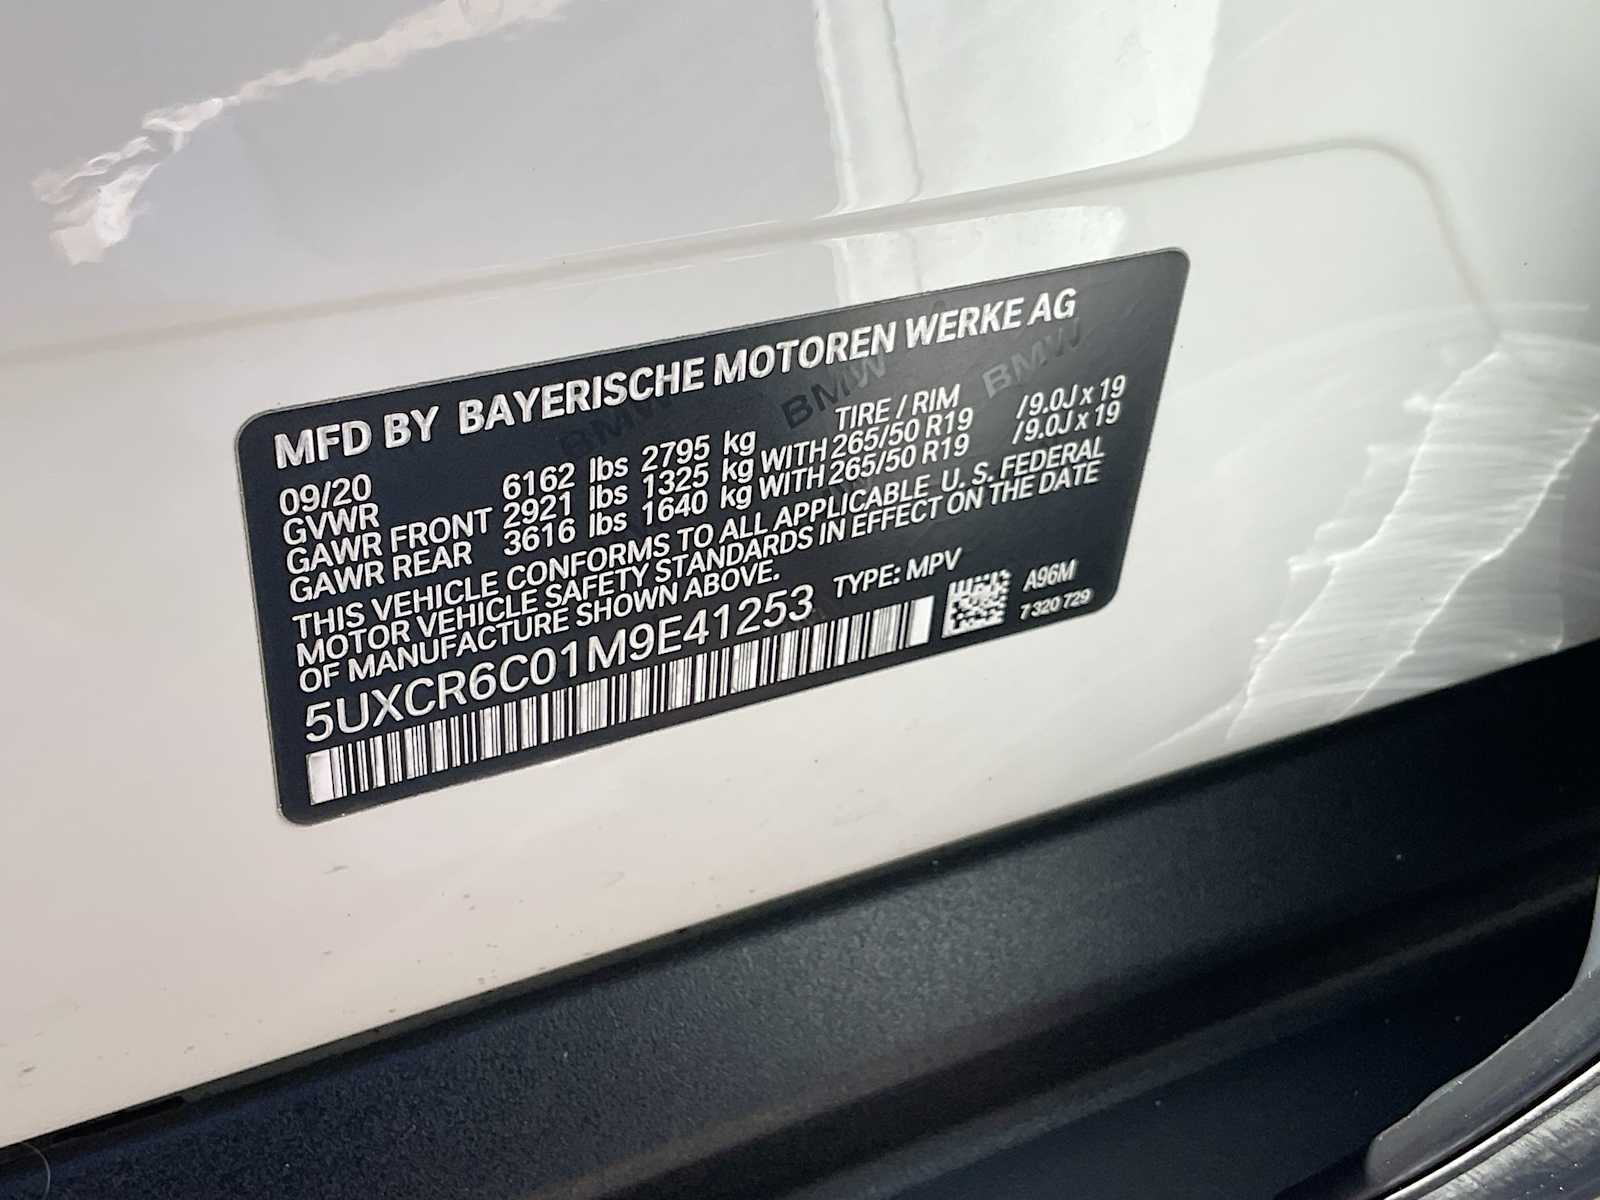 MFD BY BAYERISCHE MOTOREN WERKE AG
09/20 TIRE / RIM
GVWR 6162 lbs 2795 kg
GAWR FRONT 2921 lbs 1325 kg WITH 265/50 R19 /9.0J x 19
GAWR REAR 3616 lbs 1640 kg WITH 265/50 R19 /9.0J x 19
THIS VEHICLE CONFORMS TO ALL APPLICABLE U. S. FEDERAL
MOTOR VEHICLE SAFETY STANDARDS IN EFFECT ON THE DATE
OF MANUFACTURE SHOWN ABOVE.
5UXCR6C01M9E41253 TYPE: MPV
A96M
7 320 729
BMW BMW BMW